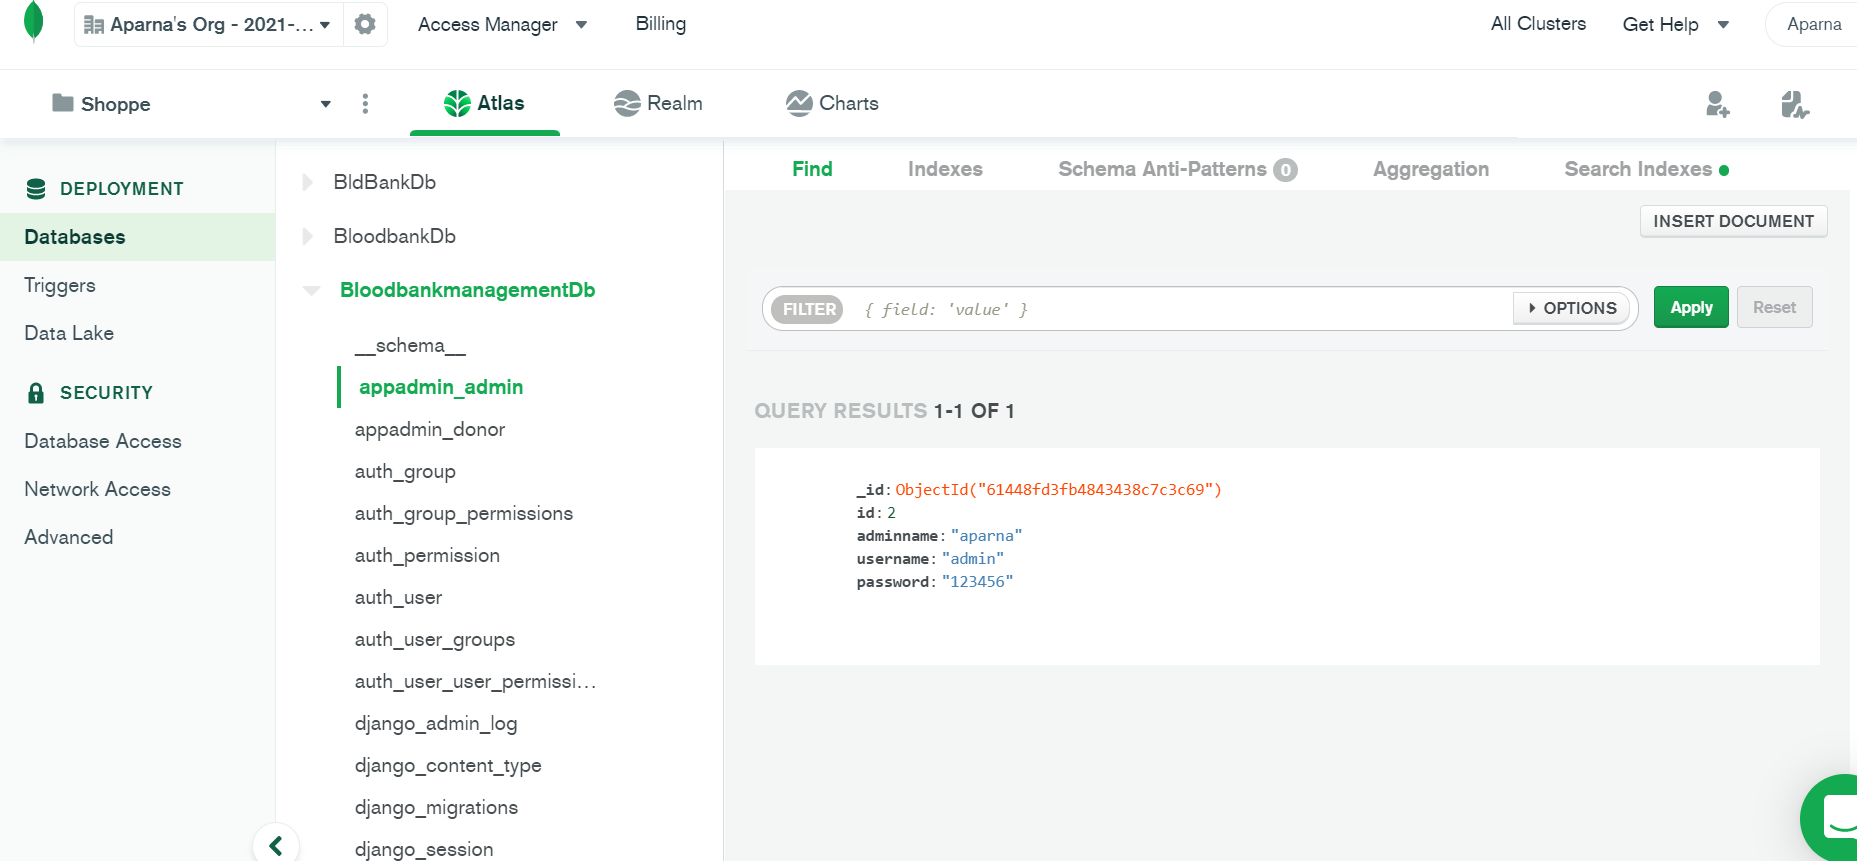 Aparna's Org - 2021-... Access Manager Billing All Clusters Get Help Aparna
Shoppe Atlas Realm Charts
DEPLOYMENT
Databases
Triggers
Data Lake
SECURITY
Database Access
Network Access
Advanced
BldBankDb
BloodbankDb
BloodbankmanagementDb
__schema__
appadmin_admin
appadmin_donor
auth_group
auth_group_permissions
auth_permission
auth_user
auth_user_groups
auth_user_user_permissi...
django_admin_log
django_content_type
django_migrations
django_session
Find Indexes Schema Anti-Patterns 0 Aggregation Search Indexes
INSERT DOCUMENT
FILTER { field: 'value' } OPTIONS Apply Reset
QUERY RESULTS 1-1 OF 1
_id: ObjectId("61448fd3fb4843438c7c3c69")
id: 2
adminname: "aparna"
username: "admin"
password: "123456"